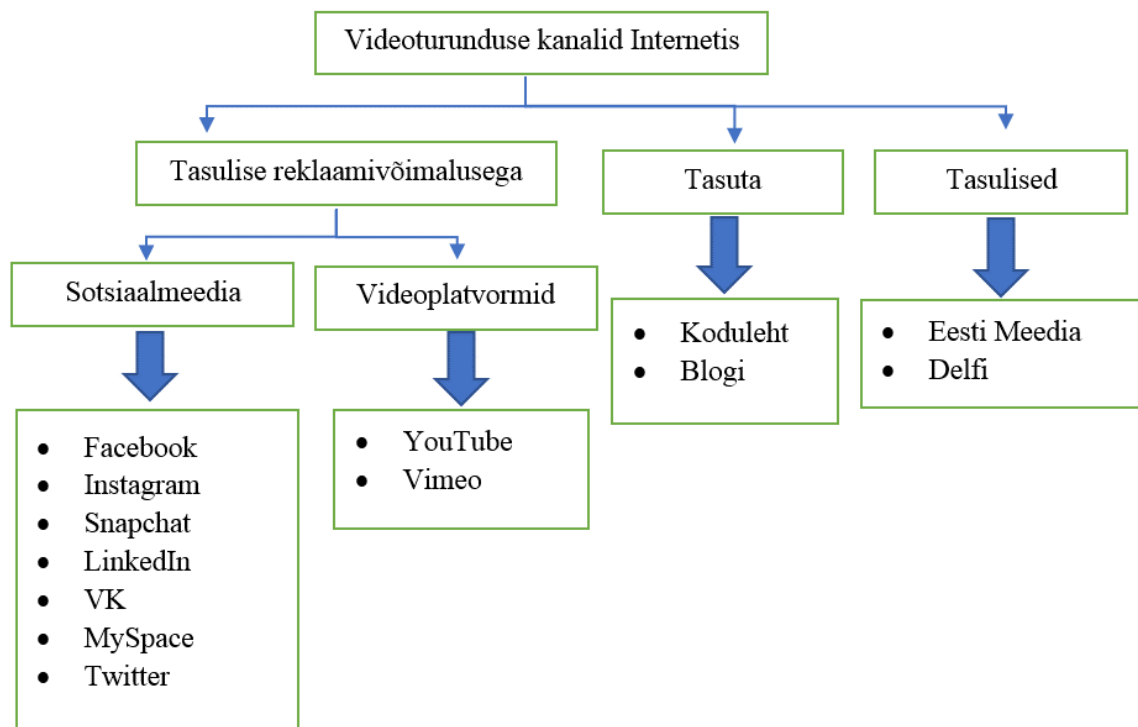 Videoturunduse kanalid Internetis
Tasulise reklaamivõimalusega
Tasuta
Tasulised
Sotsiaalmeedia
Videoplatvormid
• Koduleht
• Blogi
• Eesti Meedia
• Delfi
• Facebook
• Instagram
• Snapchat
• LinkedIn
• VK
• MySpace
• Twitter
• YouTube
• Vimeo